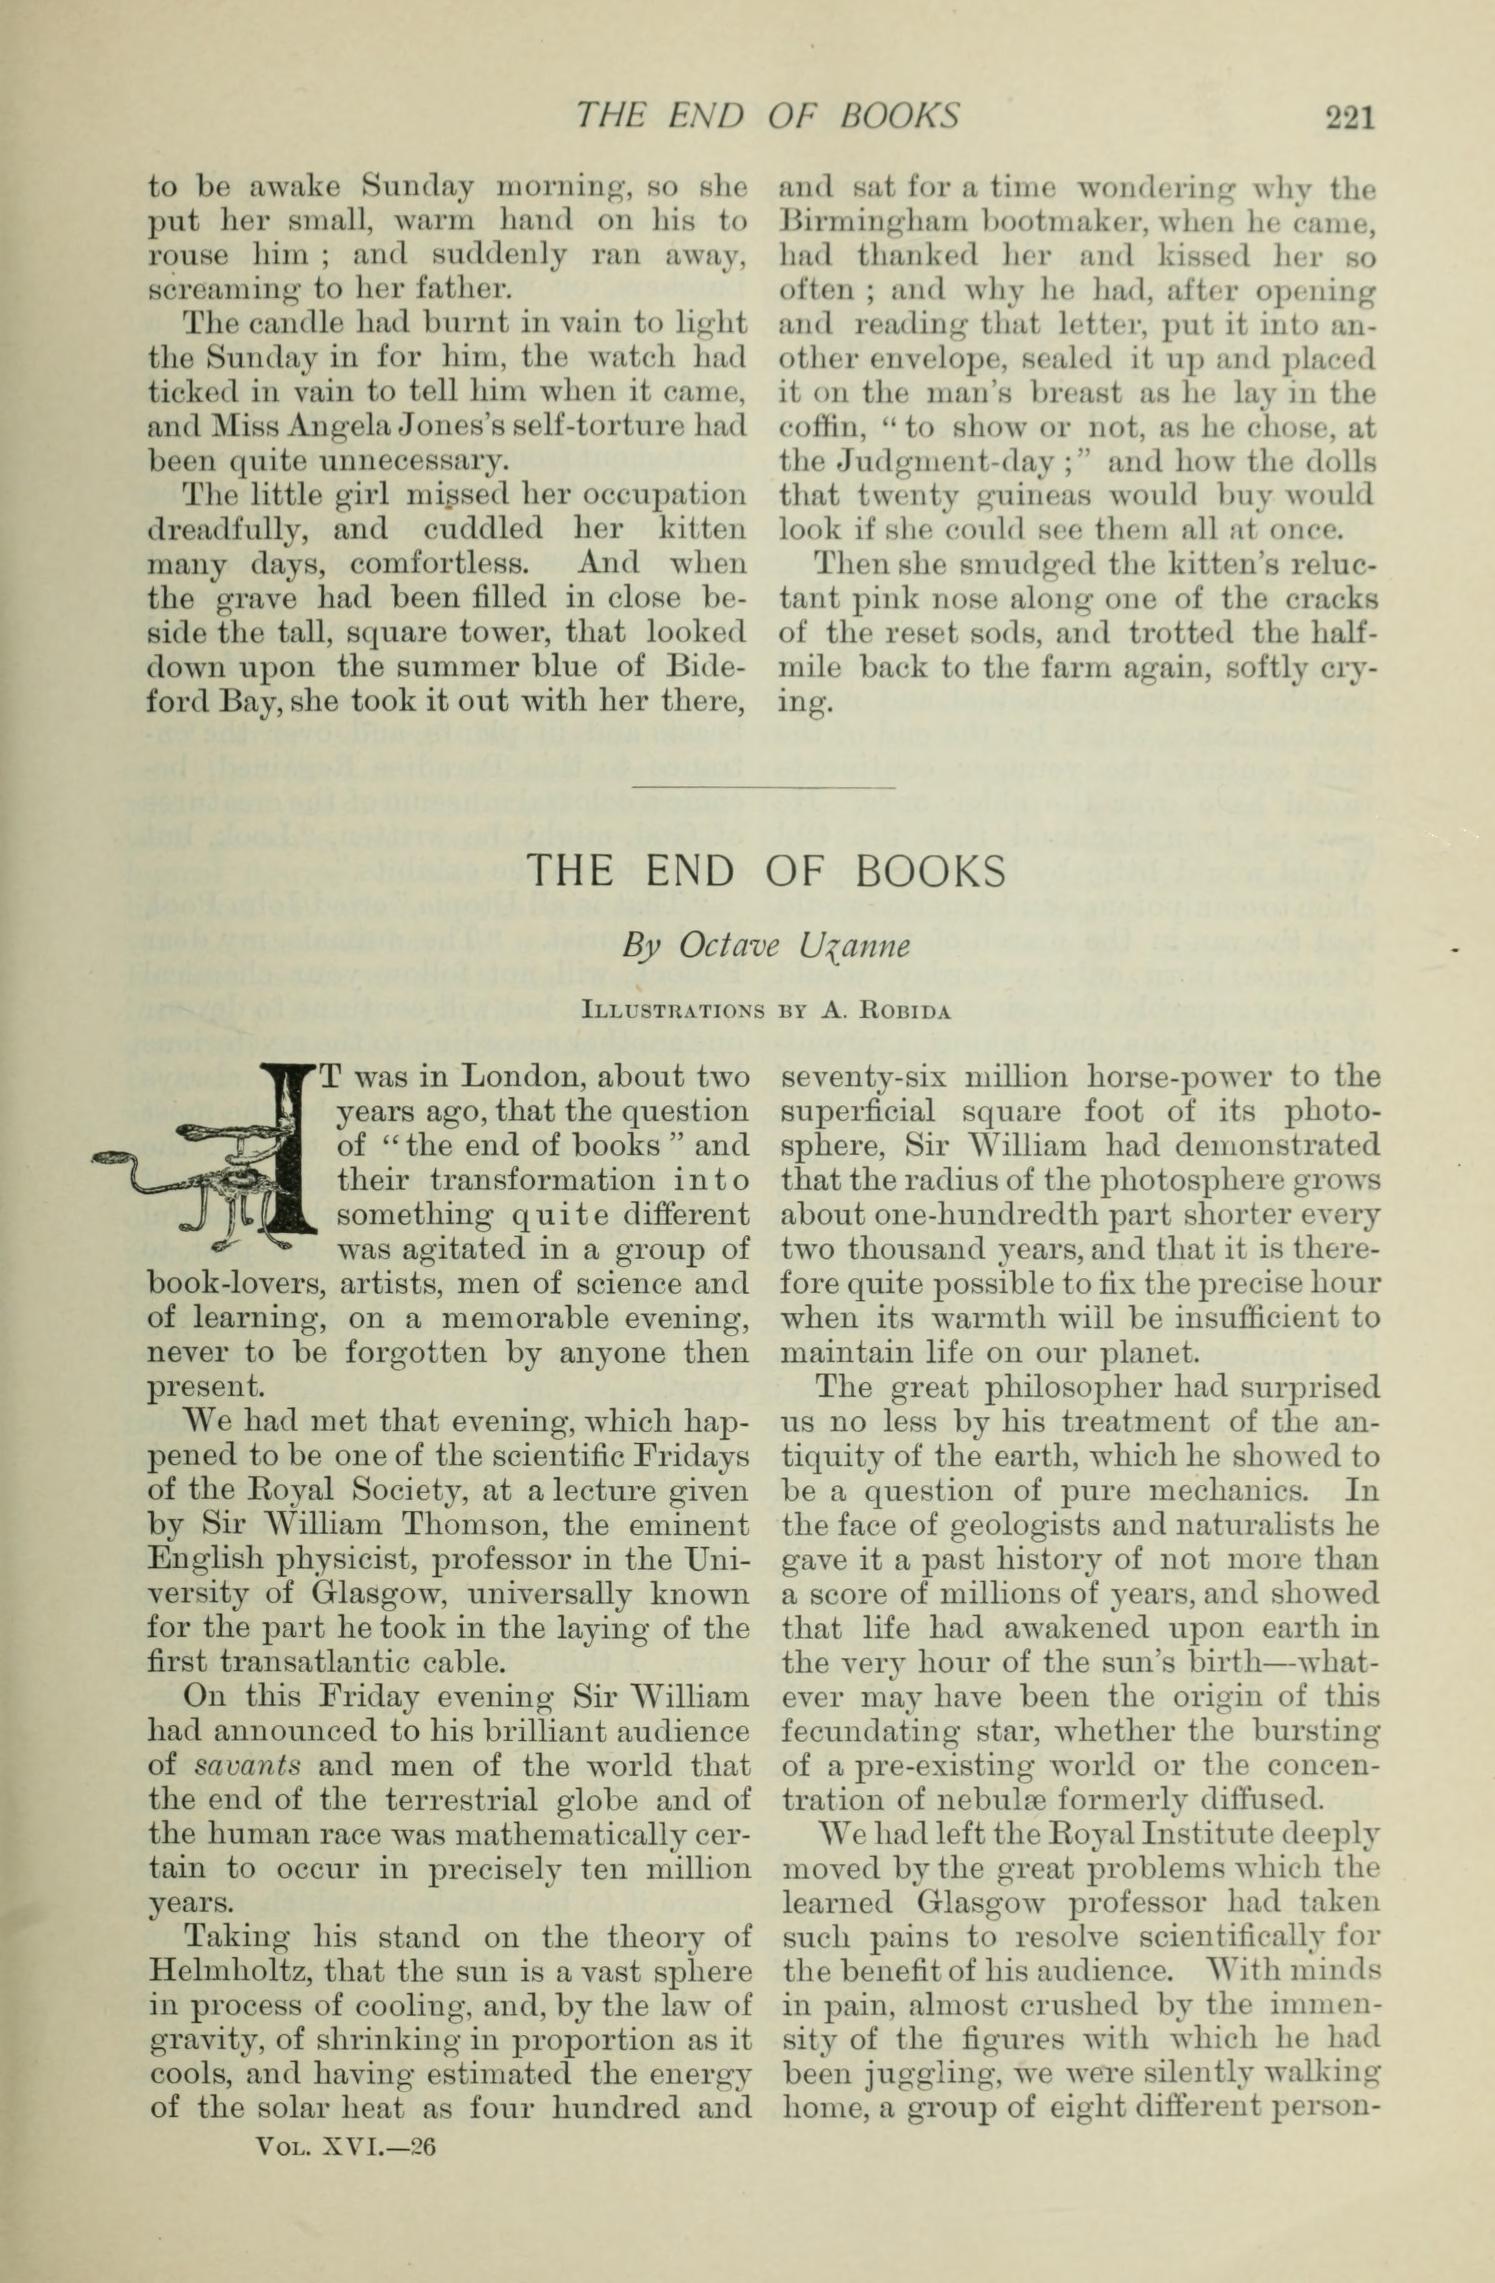 THE END OF BOOKS 221
to be awake Sunday morning, so she
put her small, warm hand on his to
rouse him ; and suddenly ran away,
screaming to her father.
The candle had burnt in vain to light
the Sunday in for him, the watch had
ticked in vain to tell him when it came,
and Miss Angela Jones's self-torture had
been quite unnecessary.
The little girl missed her occupation
dreadfully, and cuddled her kitten
many days, comfortless. And when
the grave had been filled in close be-
side the tall, square tower, that looked
down upon the summer blue of Bide-
ford Bay, she took it out with her there,
and sat for a time wondering why the
Birmingham bootmaker, when he came,
had thanked her and kissed her so
often ; and why he had, after opening
and reading that letter, put it into an-
other envelope, sealed it up and placed
it on the man's breast as he lay in the
coffin, “ to show or not, as he chose, at
the Judgment-day ;” and how the dolls
that twenty guineas would buy would
look if she could see them all at once.
Then she smudged the kitten's reluc-
tant pink nose along one of the cracks
of the reset sods, and trotted the half-
mile back to the farm again, softly cry-
ing.
THE END OF BOOKS
By Octave Uzanne
ILLUSTRATIONS BY A. ROBIDA
IT was in London, about two
years ago, that the question
of “the end of books ” and
their transformation into
something quite different
was agitated in a group of
book-lovers, artists, men of science and
of learning, on a memorable evening,
never to be forgotten by anyone then
present.
We had met that evening, which hap-
pened to be one of the scientific Fridays
of the Royal Society, at a lecture given
by Sir William Thomson, the eminent
English physicist, professor in the Uni-
versity of Glasgow, universally known
for the part he took in the laying of the
first transatlantic cable.
On this Friday evening Sir William
had announced to his brilliant audience
of savants and men of the world that
the end of the terrestrial globe and of
the human race was mathematically cer-
tain to occur in precisely ten million
years.
Taking his stand on the theory of
Helmholtz, that the sun is a vast sphere
in process of cooling, and, by the law of
gravity, of shrinking in proportion as it
cools, and having estimated the energy
of the solar heat as four hundred and
seventy-six million horse-power to the
superficial square foot of its photo-
sphere, Sir William had demonstrated
that the radius of the photosphere grows
about one-hundredth part shorter every
two thousand years, and that it is there-
fore quite possible to fix the precise hour
when its warmth will be insufficient to
maintain life on our planet.
The great philosopher had surprised
us no less by his treatment of the an-
tiquity of the earth, which he showed to
be a question of pure mechanics. In
the face of geologists and naturalists he
gave it a past history of not more than
a score of millions of years, and showed
that life had awakened upon earth in
the very hour of the sun's birth—what-
ever may have been the origin of this
fecundating star, whether the bursting
of a pre-existing world or the concen-
tration of nebulæ formerly diffused.
We had left the Royal Institute deeply
moved by the great problems which the
learned Glasgow professor had taken
such pains to resolve scientifically for
the benefit of his audience. With minds
in pain, almost crushed by the immen-
sity of the figures with which he had
been juggling, we were silently walking
home, a group of eight different person-
VOL. XVI.—26